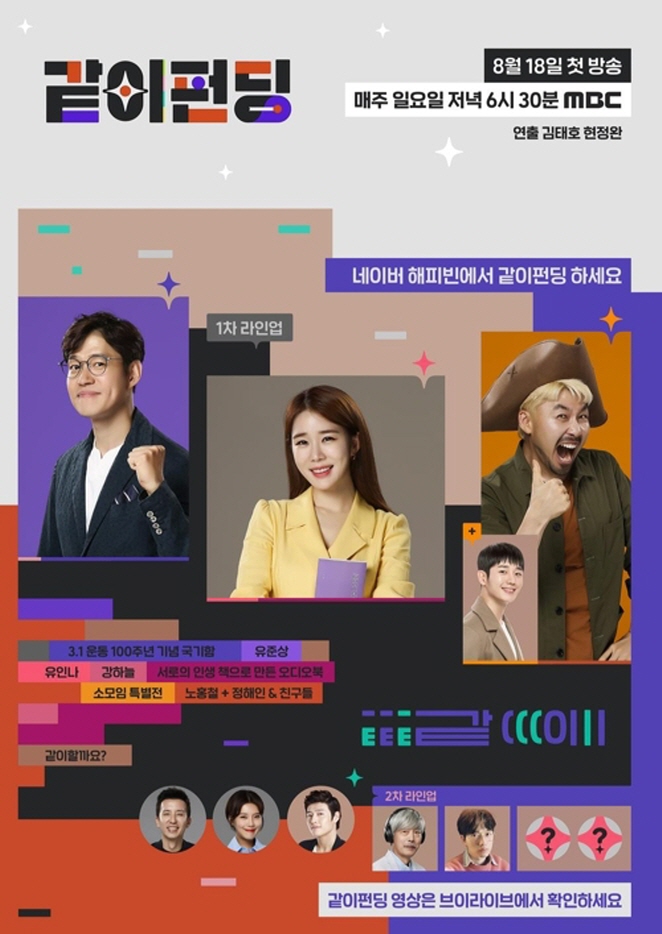 같이펀딩
8월 18일 첫 방송
매주 일요일 저녁 6시 30분 MBC
연출 김태호 현정완
네이버 해피빈에서 같이펀딩 하세요
1차 라인업
3.1 운동 100주년 기념 국기함 유준상
유인나 강하늘 서로의 인생 책으로 만든 오디오북
소모임 특별전 노홍철 + 정해인 & 친구들
같이 이
같이할까요?
2차 라인업
? ?
같이펀딩 영상은 브이라이브에서 확인하세요